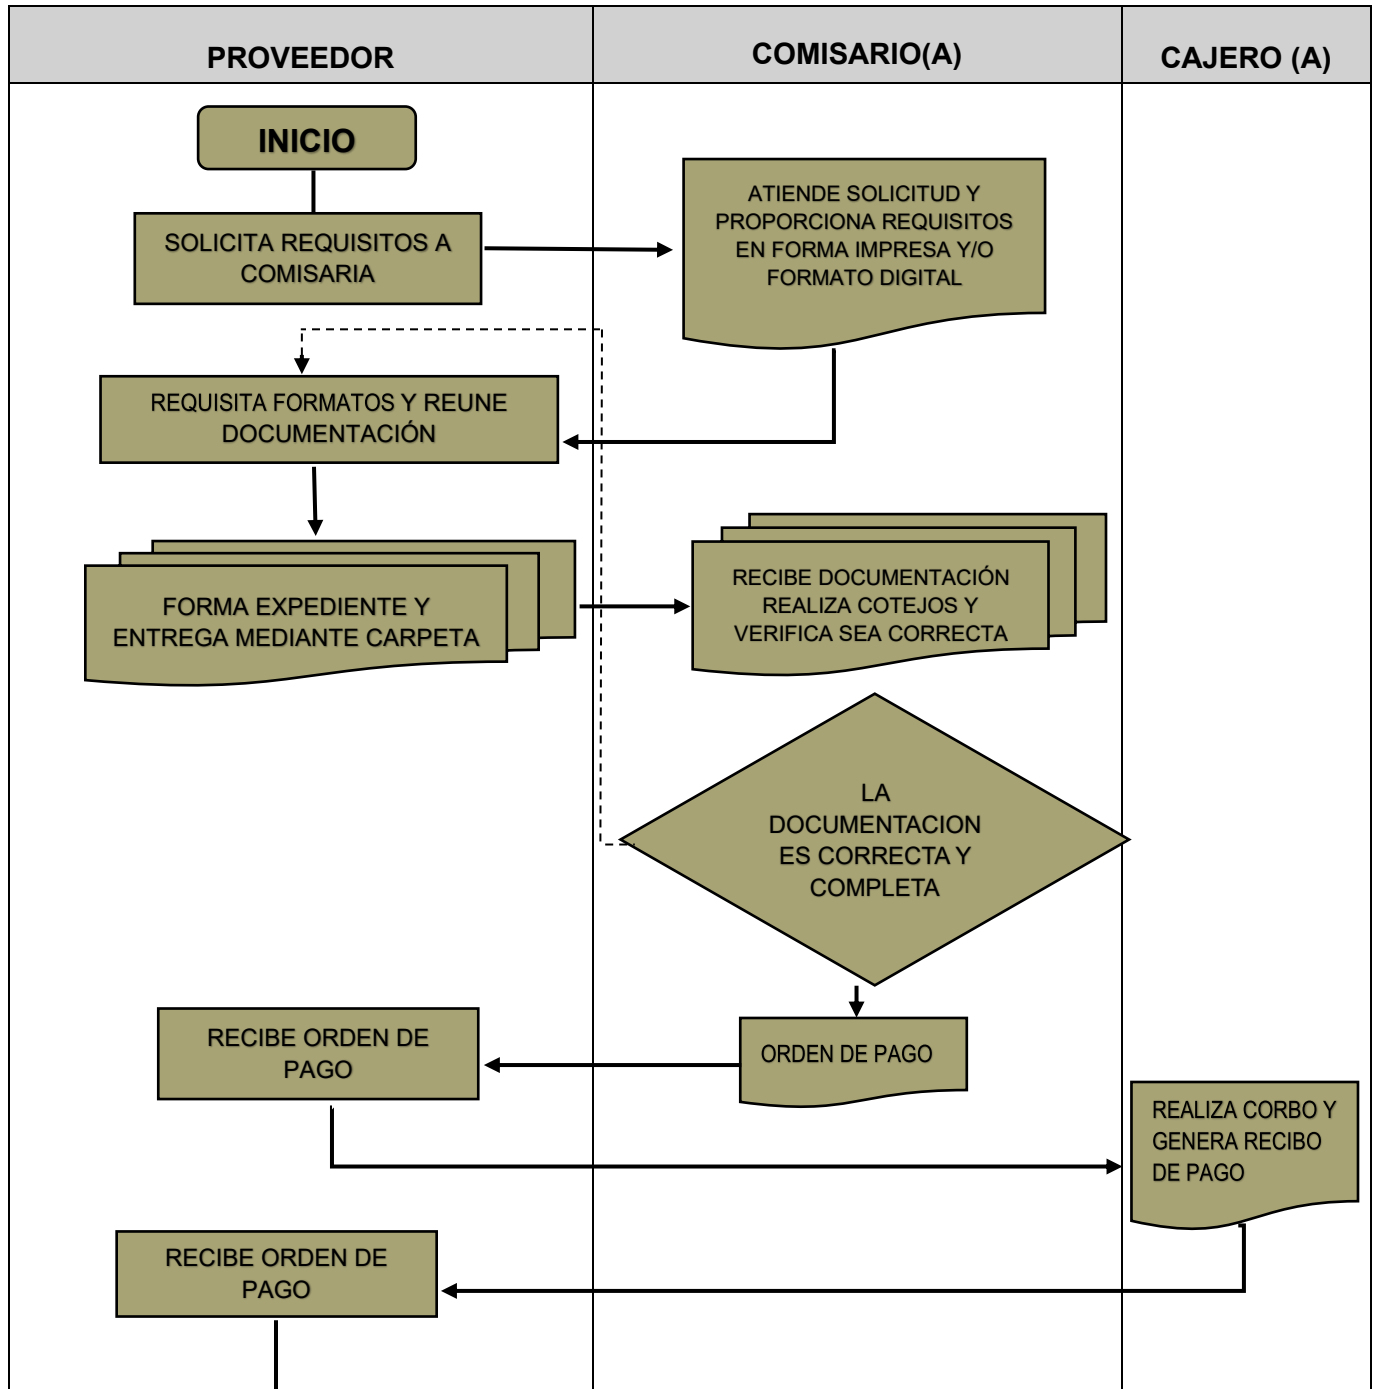 PROVEEDOR
COMISARIO(A)
CAJERO (A)
INICIO
SOLICITA REQUISITOS A
COMISARIA
ATIENDE SOLICITUD Y
PROPORCIONA REQUISITOS
EN FORMA IMPRESA Y/O
FORMATO DIGITAL
REQUISITA FORMATOS Y REUNE
DOCUMENTACIÓN
FORMA EXPEDIENTE Y
ENTREGA MEDIANTE CARPETA
RECIBE DOCUMENTACIÓN
REALIZA COTEJOS Y
VERIFICA SEA CORRECTA
LA
DOCUMENTACION
ES CORRECTA Y
COMPLETA
ORDEN DE PAGO
RECIBE ORDEN DE
PAGO
REALIZA CORBO Y
GENERA RECIBO
DE PAGO
RECIBE ORDEN DE
PAGO